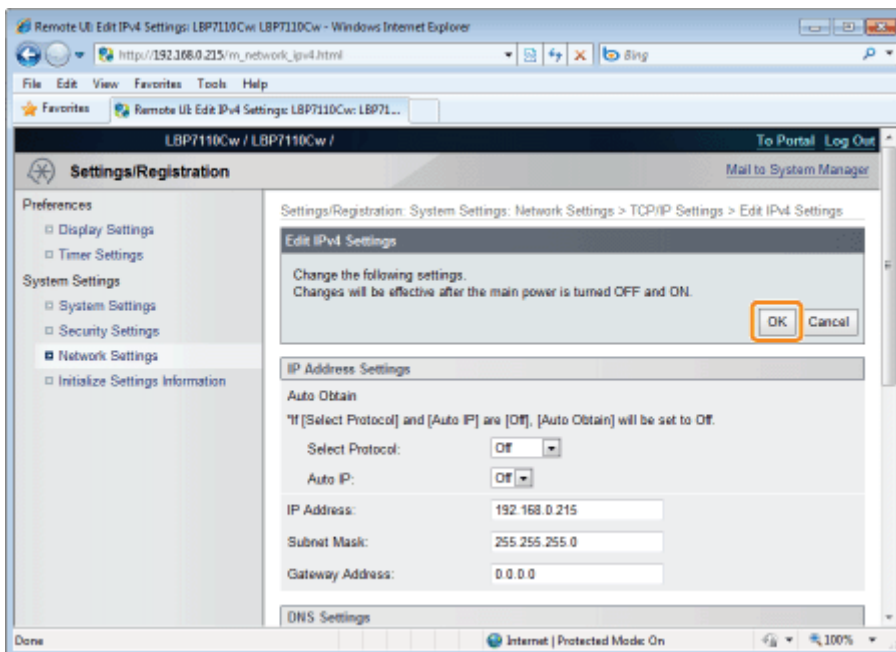 Remote UI: Edit IPv4 Settings: LBP7110Cw: LBP7110Cw - Windows Internet Explorer
http://192.168.0.215/m_network_ipv4.html
Bing
File Edit View Favorites Tools Help
Favorites Remote UI: Edit IPv4 Settings: LBP7110Cw: LBP71...
LBP7110Cw / LBP7110Cw /
To Portal Log Out
Settings/Registration
Mail to System Manager
Preferences
Display Settings
Timer Settings
System Settings
System Settings
Security Settings
Network Settings
Initialize Settings Information
Settings/Registration: System Settings: Network Settings > TCP/IP Settings > Edit IPv4 Settings
Edit IPv4 Settings
Change the following settings.
Changes will be effective after the main power is turned OFF and ON.
OK Cancel
IP Address Settings
Auto Obtain
*If [Select Protocol] and [Auto IP] are [Off], [Auto Obtain] will be set to Off.
Select Protocol: Off
Auto IP: Off
IP Address: 192.168.0.215
Subnet Mask: 255.255.255.0
Gateway Address: 0.0.0.0
DNS Settings
Done
Internet | Protected Mode: On
100%